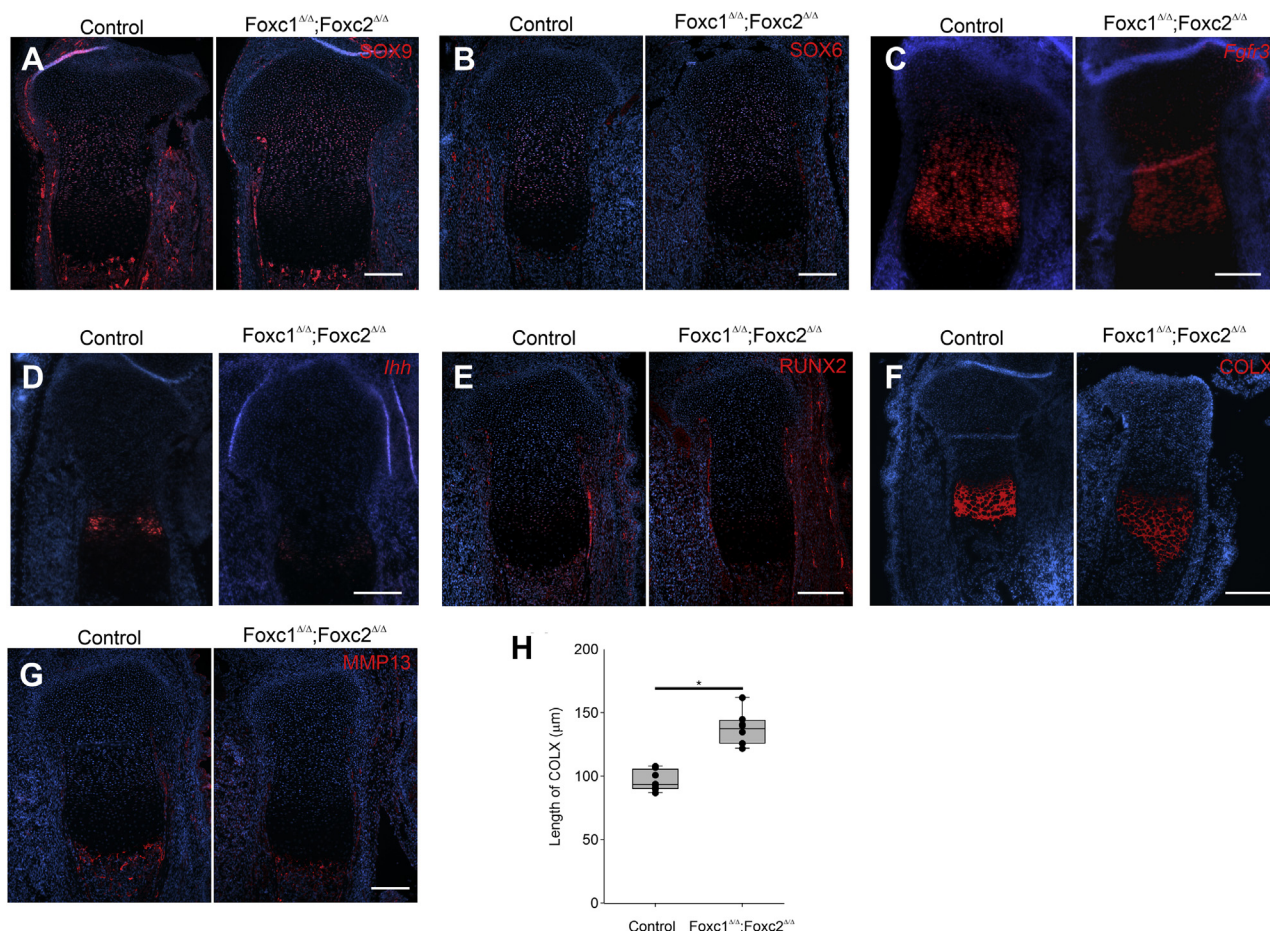 Control Foxc1Δ/Δ;Foxc2Δ/Δ
A SOX9
Control Foxc1Δ/Δ;Foxc2Δ/Δ
B SOX6
Control Foxc1Δ/Δ;Foxc2Δ/Δ
C Fgfr3
Control Foxc1Δ/Δ;Foxc2Δ/Δ
D Ihh
Control Foxc1Δ/Δ;Foxc2Δ/Δ
E RUNX2
Control Foxc1Δ/Δ;Foxc2Δ/Δ
F COLX
Control Foxc1Δ/Δ;Foxc2Δ/Δ
G MMP13
H
Length of COLX (μm)
200
150
100
50
0
*
Control Foxc1Δ/Δ;Foxc2Δ/Δ